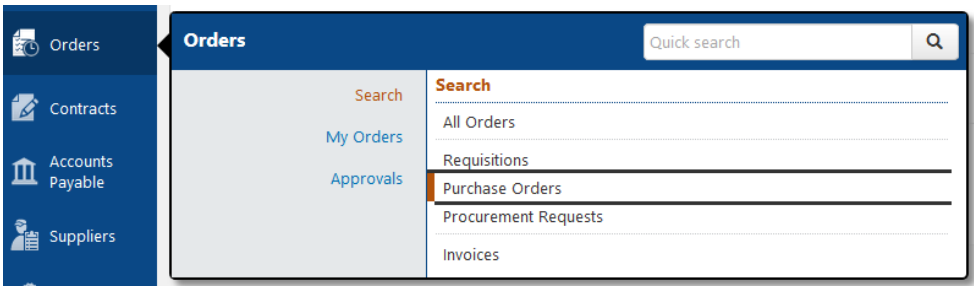 Orders
Contracts
Accounts
Payable
Suppliers
Orders
Quick search
Search
My Orders
Approvals
Search
All Orders
Requisitions
Purchase Orders
Procurement Requests
Invoices